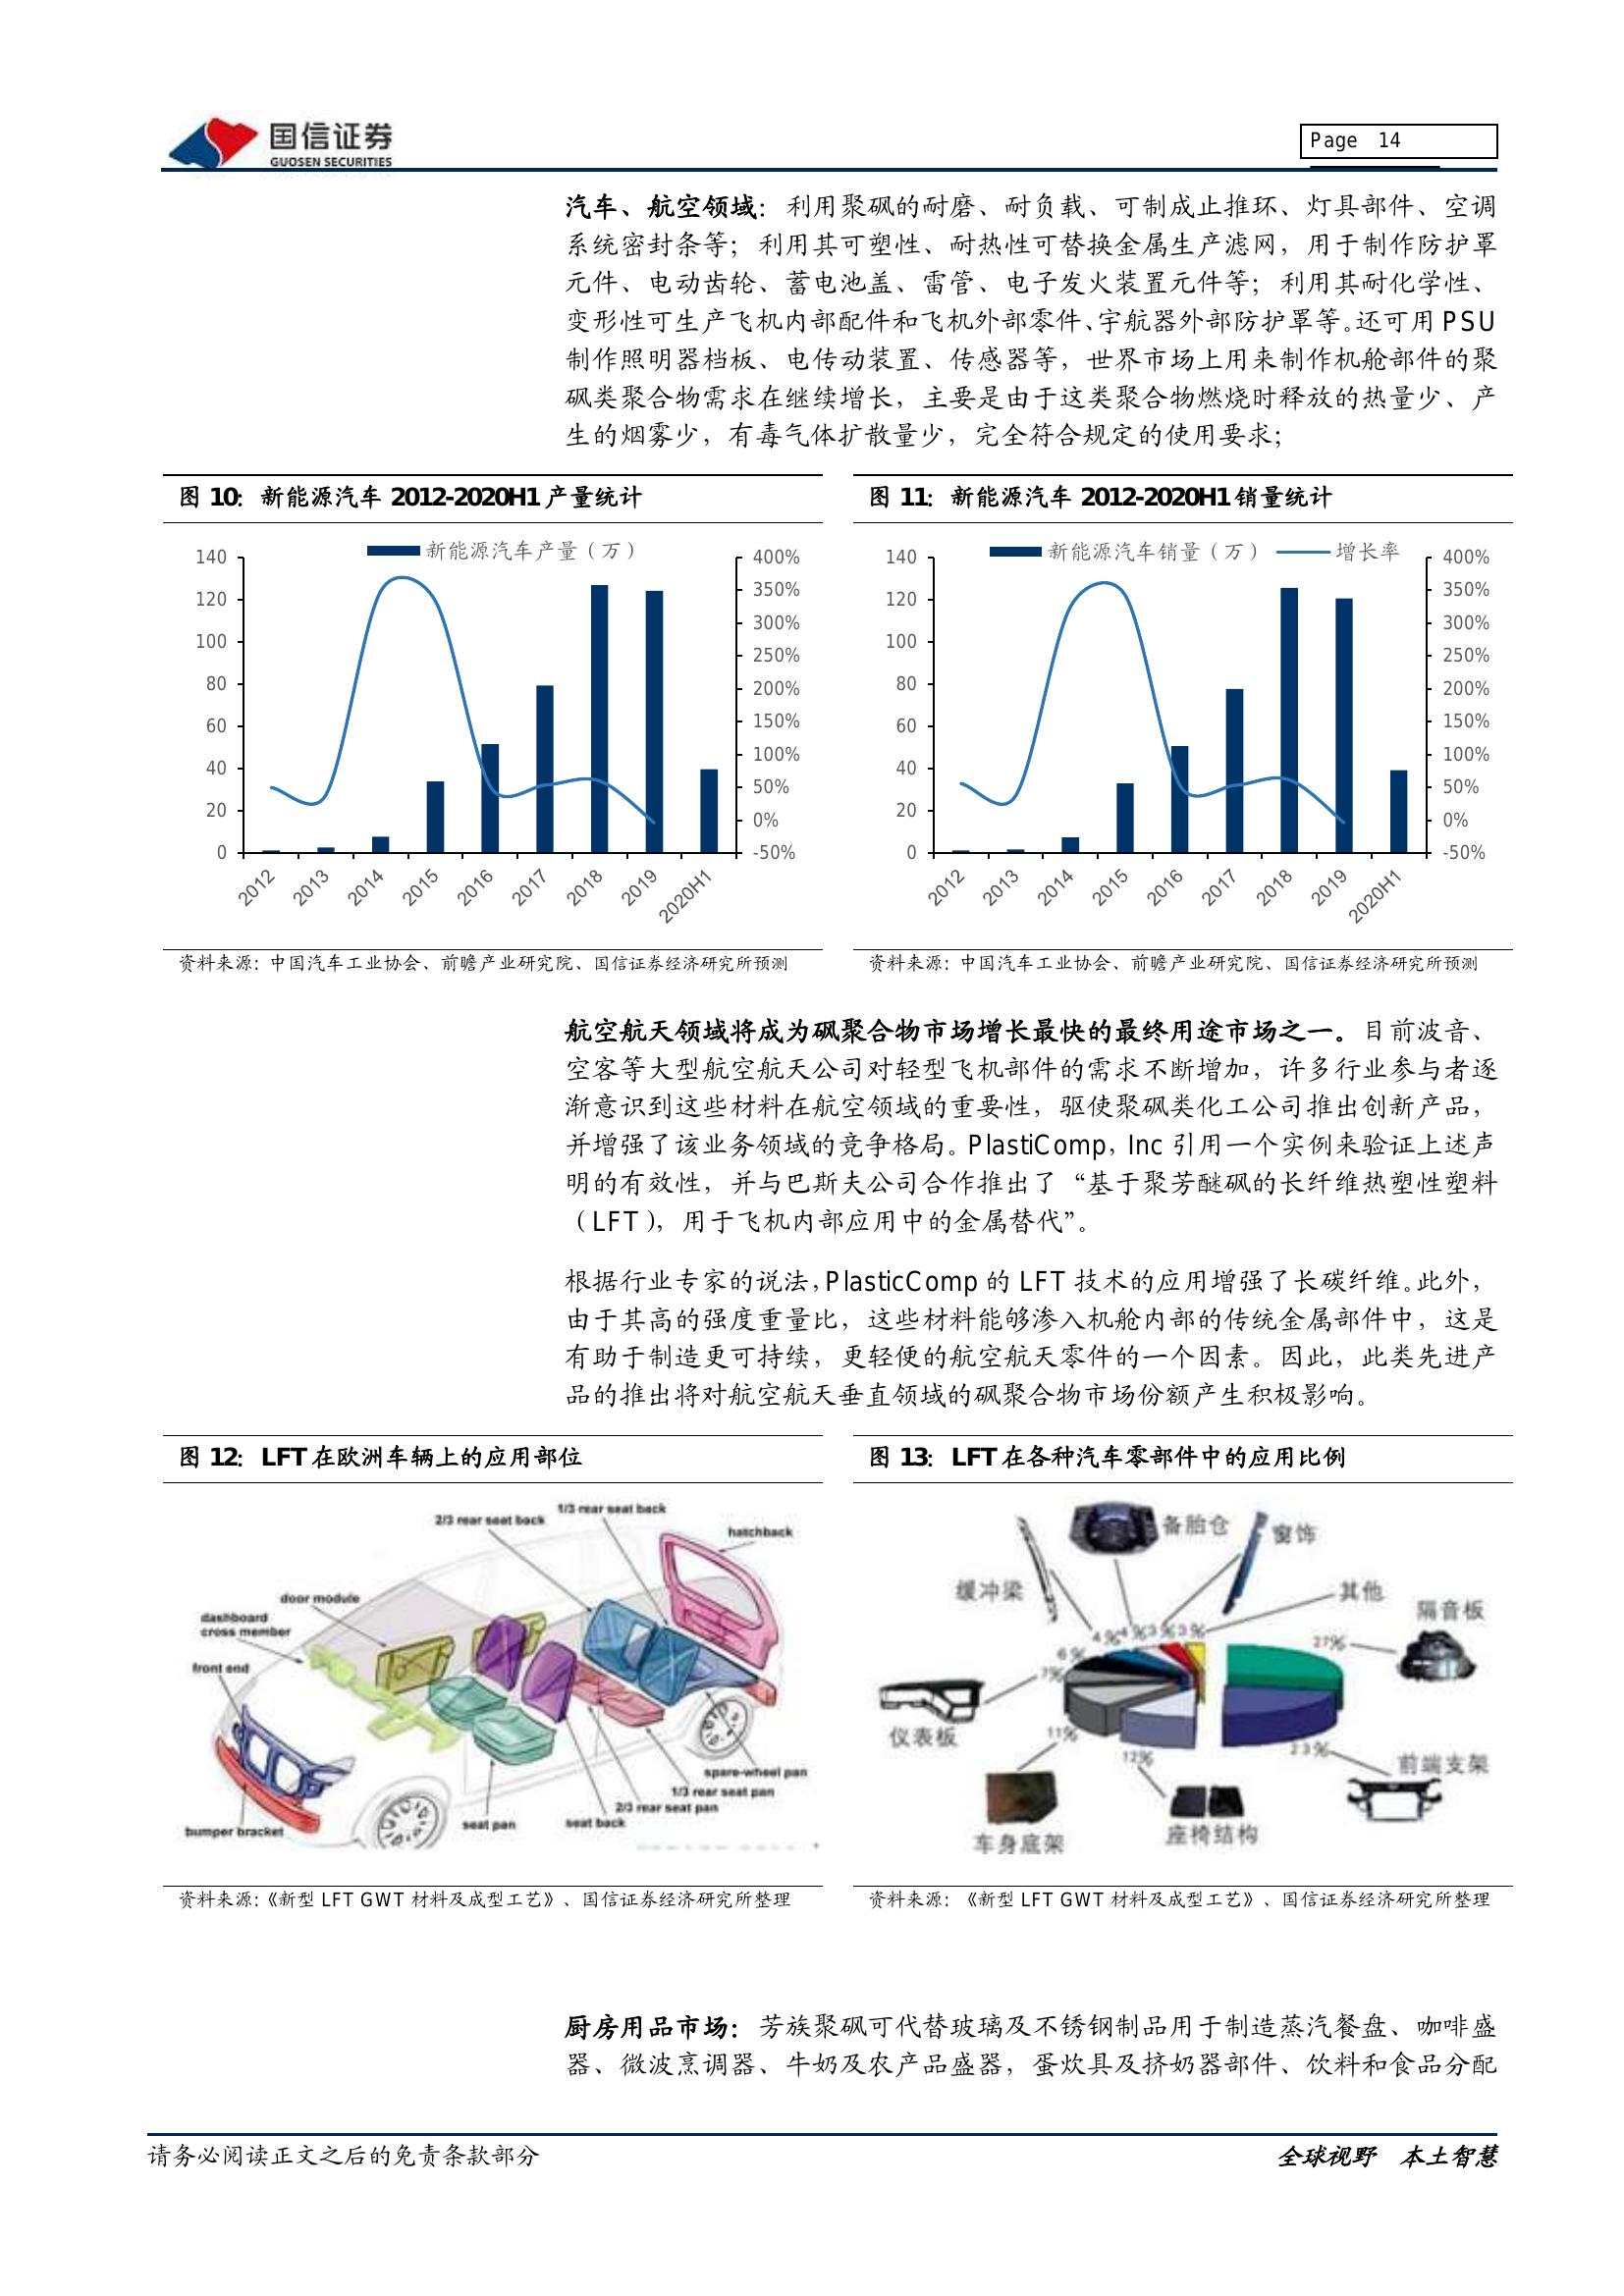 国信证券
GUOSEN SECURITIES
Page 14
汽车、航空领域：利用聚砜的耐磨、耐负载、可制成止推环、灯具部件、空调
系统密封条等；利用其可塑性、耐热性可替换金属生产滤网，用于制作防护罩
元件、电动齿轮、蓄电池盖、雷管、电子发火装置元件等；利用其耐化学性、
变形性可生产飞机内部配件和飞机外部零件、宇航器外部防护罩等。还可用 PSU
制作照明器档板、电传动装置、传感器等，世界市场上用来制作机舱部件的聚
砜类聚合物需求在继续增长，主要是由于这类聚合物燃烧时释放的热量少、产
生的烟雾少，有毒气体扩散量少，完全符合规定的使用要求；
图 10：新能源汽车 2012-2020H1 产量统计
新能源汽车产量（万）
140
120
100
80
60
40
20
0
400%
350%
300%
250%
200%
150%
100%
50%
0%
-50%
2012
2013
2014
2015
2016
2017
2018
2019
2020H1
资料来源：中国汽车工业协会、前瞻产业研究院、国信证券经济研究所预测
图 11：新能源汽车 2012-2020H1 销量统计
新能源汽车销量（万）
增长率
140
120
100
80
60
40
20
0
400%
350%
300%
250%
200%
150%
100%
50%
0%
-50%
2012
2013
2014
2015
2016
2017
2018
2019
2020H1
资料来源：中国汽车工业协会、前瞻产业研究院、国信证券经济研究所预测
航空航天领域将成为砜聚合物市场增长最快的最终用途市场之一。目前波音、
空客等大型航空航天公司对轻型飞机部件的需求不断增加，许多行业参与者逐
渐意识到这些材料在航空领域的重要性，驱使聚砜类化工公司推出创新产品，
并增强了该业务领域的竞争格局。PlastiComp，Inc 引用一个实例来验证上述声
明的有效性，并与巴斯夫公司合作推出了“基于聚芳醚砜的长纤维热塑性塑料
（LFT），用于飞机内部应用中的金属替代”。
根据行业专家的说法，PlasticComp 的 LFT 技术的应用增强了长碳纤维。此外，
由于其高的强度重量比，这些材料能够渗入机舱内部的传统金属部件中，这是
有助于制造更可持续，更轻便的航空航天零件的一个因素。因此，此类先进产
品的推出将对航空航天垂直领域的砜聚合物市场份额产生积极影响。
图 12：LFT 在欧洲车辆上的应用部位
1/3 rear seat back
2/3 rear seat back
hatchback
door module
dashboard
cross member
front end
spare-wheel pan
1/3 rear seat pan
2/3 rear seat pan
seat back
seat pan
bumper bracket
资料来源：《新型 LFT GWT 材料及成型工艺》、国信证券经济研究所整理
图 13：LFT 在各种汽车零部件中的应用比例
备胎仓
窗饰
缓冲梁
其他
隔音板
4%
4%
3%
3%
27%
6%
7%
仪表板
11%
12%
23%
前端支架
车身底架
座椅结构
资料来源：《新型 LFT GWT 材料及成型工艺》、国信证券经济研究所整理
厨房用品市场：芳族聚砜可代替玻璃及不锈钢制品用于制造蒸汽餐盘、咖啡盛
器、微波烹调器、牛奶及农产品盛器，蛋炊具及挤奶器部件、饮料和食品分配
请务必阅读正文之后的免责条款部分
全球视野 本土智慧